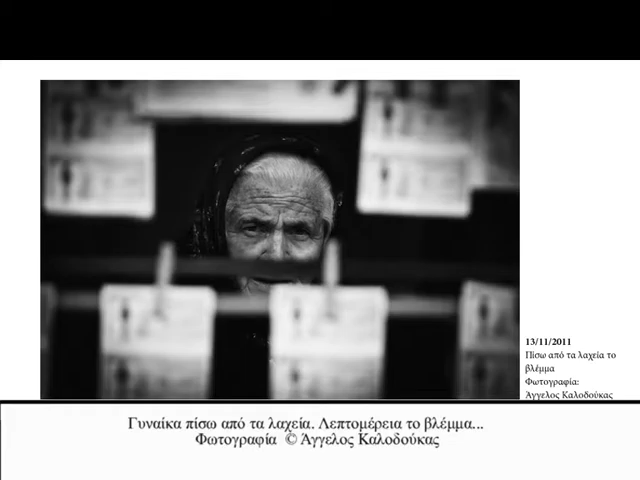 13/11/2011
Πίσω από τα λαχεία το
βλέμμα
Φωτογραφία:
Άγγελος Καλοδούκας
Γυναίκα πίσω από τα λαχεία. Λεπτομέρεια το βλέμμα...
Φωτογραφία © Άγγελος Καλοδούκας